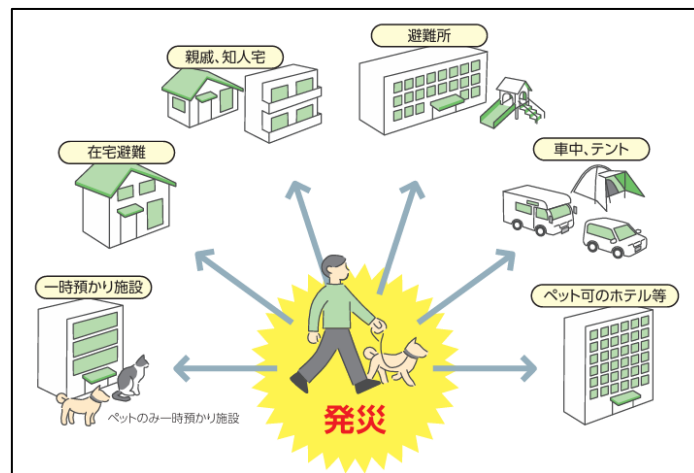 避難所
親戚、知人宅
在宅避難
車中、テント
一時預かり施設
ペット可のホテル等
ペットのみ一時預かり施設
発災